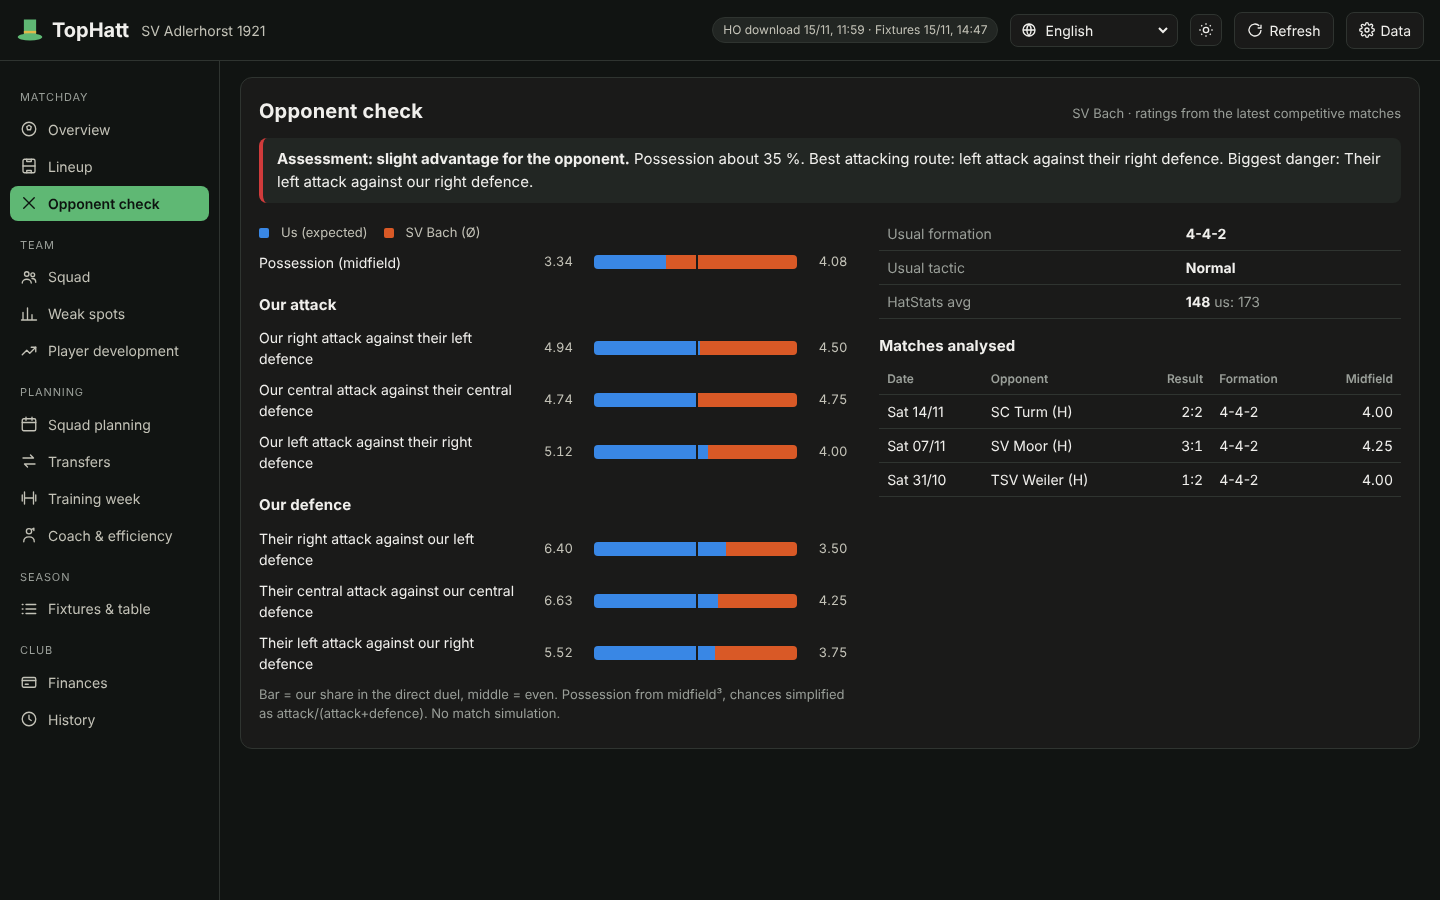 TopHatt SV Adlerhorst 1921
HO download 15/11, 11:59 · Fixtures 15/11, 14:47
English
Refresh
Data
MATCHDAY
Overview
Lineup
Opponent check
TEAM
Squad
Weak spots
Player development
PLANNING
Squad planning
Transfers
Training week
Coach & efficiency
SEASON
Fixtures & table
CLUB
Finances
History
Opponent check
SV Bach · ratings from the latest competitive matches
Assessment: slight advantage for the opponent. Possession about 35 %. Best attacking route: left attack against their right defence. Biggest danger: Their
left attack against our right defence.
Us (expected) SV Bach (Ø)
Possession (midfield) 3.34 4.08
Our attack
Our right attack against their left
defence
4.94 4.50
Our central attack against their central
defence
4.74 4.75
Our left attack against their right
defence
5.12 4.00
Our defence
Their right attack against our left
defence
6.40 3.50
Their central attack against our central
defence
6.63 4.25
Their left attack against our right
defence
5.52 3.75
Bar = our share in the direct duel, middle = even. Possession from midfield³, chances simplified
as attack/(attack+defence). No match simulation.
Usual formation 4-4-2
Usual tactic Normal
HatStats avg 148 us: 173
Matches analysed
Date Opponent Result Formation Midfield
Sat 14/11 SC Turm (H) 2:2 4-4-2 4.00
Sat 07/11 SV Moor (H) 3:1 4-4-2 4.25
Sat 31/10 TSV Weiler (H) 1:2 4-4-2 4.00